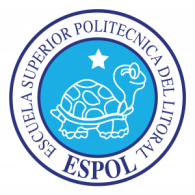 ESCUELA SUPERIOR POLITECNICA DEL LITORAL
ESPOL